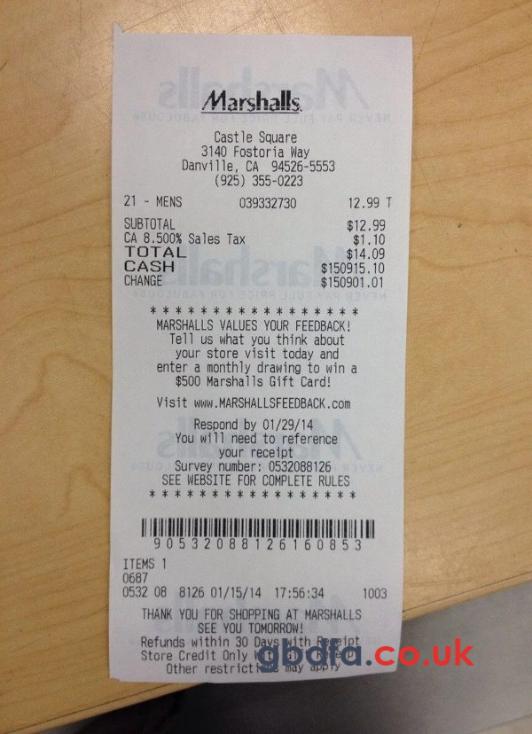 Marshalls.
Castle Square
3140 Fostoria Way
Danville, CA 94526-5553
(925) 355-0223
21 - MENS 039332730 12.99 T
SUBTOTAL $12.99
CA 8.500% Sales Tax $1.10
TOTAL $14.09
CASH $150915.10
CHANGE $150901.01
* * * * * * * * * * * * * * * * *
MARSHALLS VALUES YOUR FEEDBACK!
Tell us what you think about
your store visit today and
enter a monthly drawing to win a
$500 Marshalls Gift Card!
Visit www.MARSHALLSFEEDBACK.com
Respond by 01/29/14
You will need to reference
your receipt
Survey number: 0532088126
SEE WEBSITE FOR COMPLETE RULES
* * * * * * * * * * * * * * * * *
90532088126160853
ITEMS 1
0687
0532 08 8126 01/15/14 17:56:34 1003
THANK YOU FOR SHOPPING AT MARSHALLS
SEE YOU TOMORROW!
Refunds within 30 Days with Receipt
Store Credit Only
Other restrictions may apply
gbdfa.co.uk